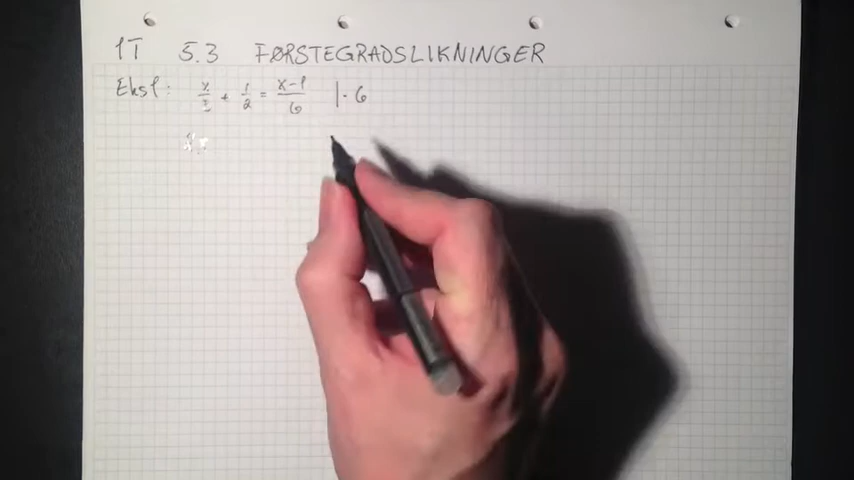 1T 5.3 FØRSTEGRADSLIKNINGER
Eks1: x/3 + 1/2 = x-1/6 | · 6